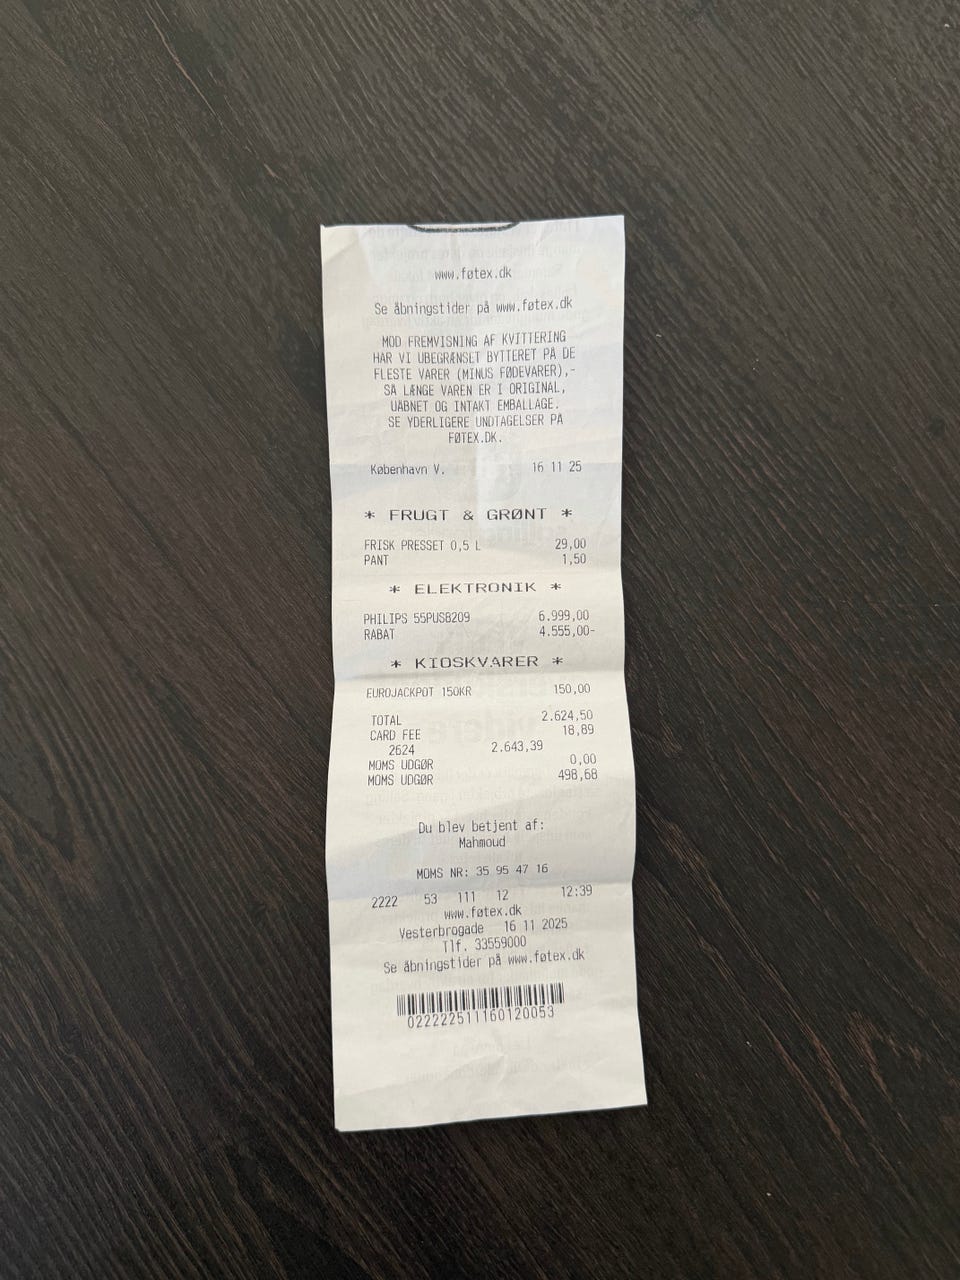 www.føtex.dk
Se åbningstider på www.føtex.dk
MOD FREMVISNING AF KVITTERING
HAR VI UBEGRÆNSET BYTTERET PÅ DE
FLESTE VARER (MINUS FØDEVARER),-
SÅ LÆNGE VAREN ER I ORIGINAL,
UÅBNET OG INTAKT EMBALLAGE.
SE YDERLIGERE UNDTAGELSER PÅ
FØTEX.DK.
København V. 16 11 25
* FRUGT & GRØNT *
FRISK PRESSET 0,5 L 29,00
PANT 1,50
* ELEKTRONIK *
PHILIPS 55PUS8209 6.999,00
RABAT 4.555,00-
* KIOSKVARER *
EUROJACKPOT 150KR 150,00
TOTAL 2.624,50
CARD FEE 18,89
2624 2.643,39
MOMS UDGØR 0,00
MOMS UDGØR 498,68
Du blev betjent af:
Mahmoud
MOMS NR: 35 95 47 16
2222 53 111 12 12:39
www.føtex.dk
Vesterbrogade 16 11 2025
Tlf. 33559000
Se åbningstider på www.føtex.dk
022222511160120053